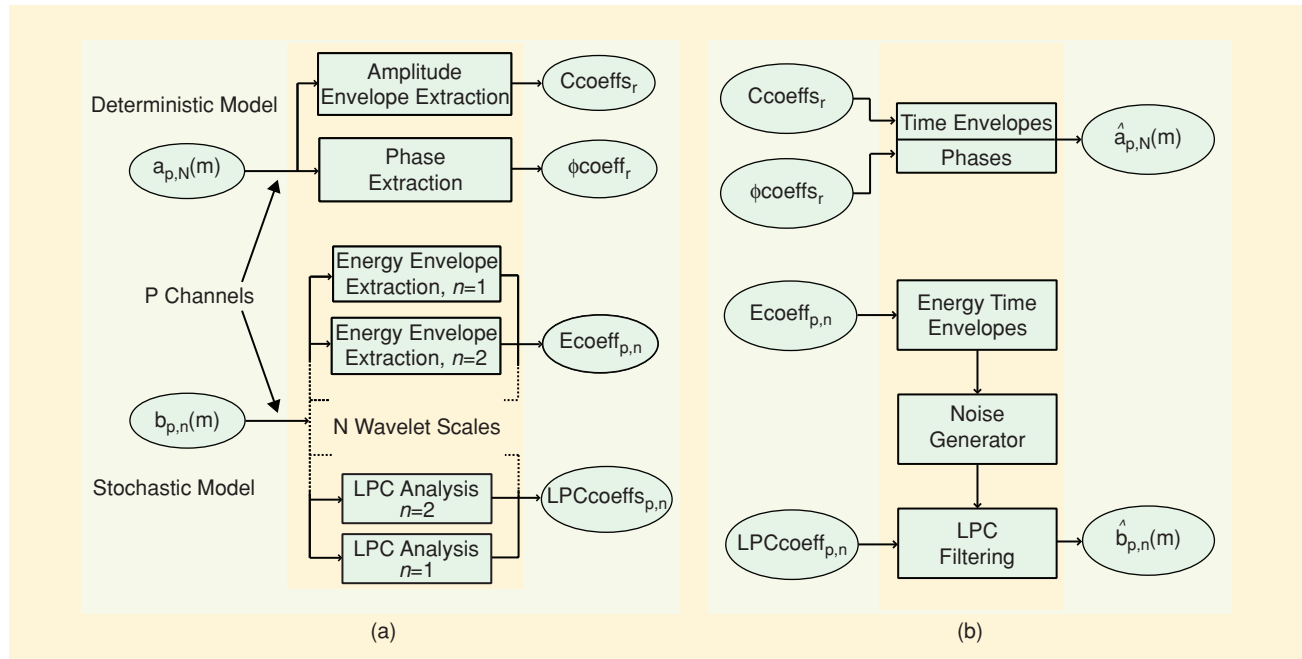 Deterministic Model
Amplitude
Envelope Extraction
Ccoeffs_r
a_p,N(m)
Phase
Extraction
ϕcoeff_r
P Channels
Energy Envelope
Extraction, n=1
Energy Envelope
Extraction, n=2
Ecoeff_p,n
b_p,n(m)
N Wavelet Scales
Stochastic Model
LPC Analysis
n=2
LPCcoeffs_p,n
LPC Analysis
n=1
(a)
Ccoeffs_r
Time Envelopes
Phases
â_p,N(m)
ϕcoeffs_r
Ecoeff_p,n
Energy Time
Envelopes
Noise
Generator
LPCcoeff_p,n
LPC
Filtering
b̂_p,n(m)
(b)